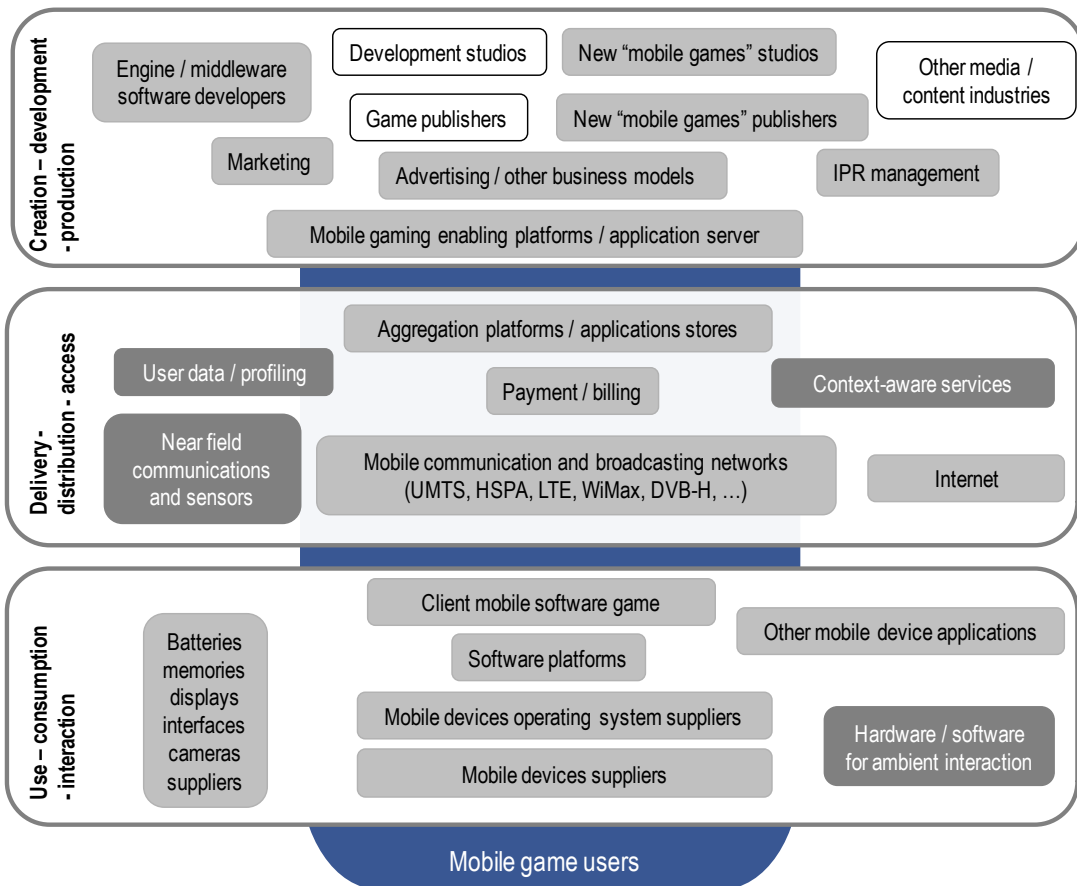 Creation – development
- production
Engine / middleware
software developers
Development studios
New “mobile games” studios
Other media /
content industries
Game publishers
New “mobile games” publishers
Marketing
Advertising / other business models
IPR management
Mobile gaming enabling platforms / application server
Delivery -
distribution - access
Aggregation platforms / applications stores
User data / profiling
Payment / billing
Context-aware services
Near field
communications
and sensors
Mobile communication and broadcasting networks
(UMTS, HSPA, LTE, WiMax, DVB-H, …)
Internet
Use – consumption
- interaction
Client mobile software game
Other mobile device applications
Batteries
memories
displays
interfaces
cameras
suppliers
Software platforms
Mobile devices operating system suppliers
Hardware / software
for ambient interaction
Mobile devices suppliers
Mobile game users